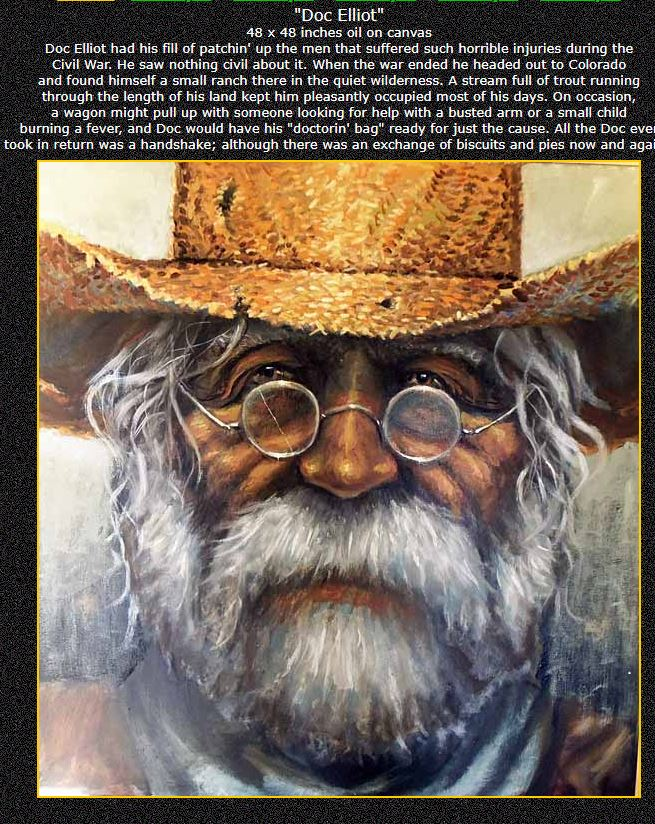 "Doc Elliot"
48 x 48 inches oil on canvas
Doc Elliot had his fill of patchin' up the men that suffered such horrible injuries during the
Civil War. He saw nothing civil about it. When the war ended he headed out to Colorado
and found himself a small ranch there in the quiet wilderness. A stream full of trout running
through the length of his land kept him pleasantly occupied most of his days. On occasion,
a wagon might pull up with someone looking for help with a busted arm or a small child
burning a fever, and Doc would have his "doctorin' bag" ready for just the cause. All the Doc ever
took in return was a handshake; although there was an exchange of biscuits and pies now and agai